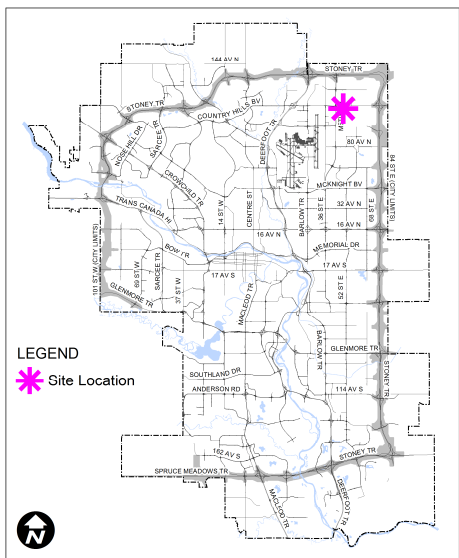 144 AV N
STONEY TR
STONEY TR
COUNTRY HILLS BV
NOSE HILL DR
SARCEE TR
DEERFOOT TR
80 AV N
CROWCHILD TR
MCKNIGHT BV
84 ST E (CITY LIMITS)
TRANS CANADA HI
14 ST W
CENTRE ST
BARLOW TR
36 ST E
32 AV N
68 ST E
16 AV N
16 AV N
BOW TR
MEMORIAL DR
101 ST W (CITY LIMITS)
69 ST W
SARCEE TR
37 ST W
17 AV S
17 AV S
52 ST E
GLENMORE TR
MACLEOD TR
BARLOW TR
GLENMORE TR
LEGEND
Site Location
SOUTHLAND DR
ANDERSON RD
114 AV S
STONEY TR
162 AV S
STONEY TR
SPRUCE MEADOWS TR
MACLEOD TR
DEERFOOT TR
N